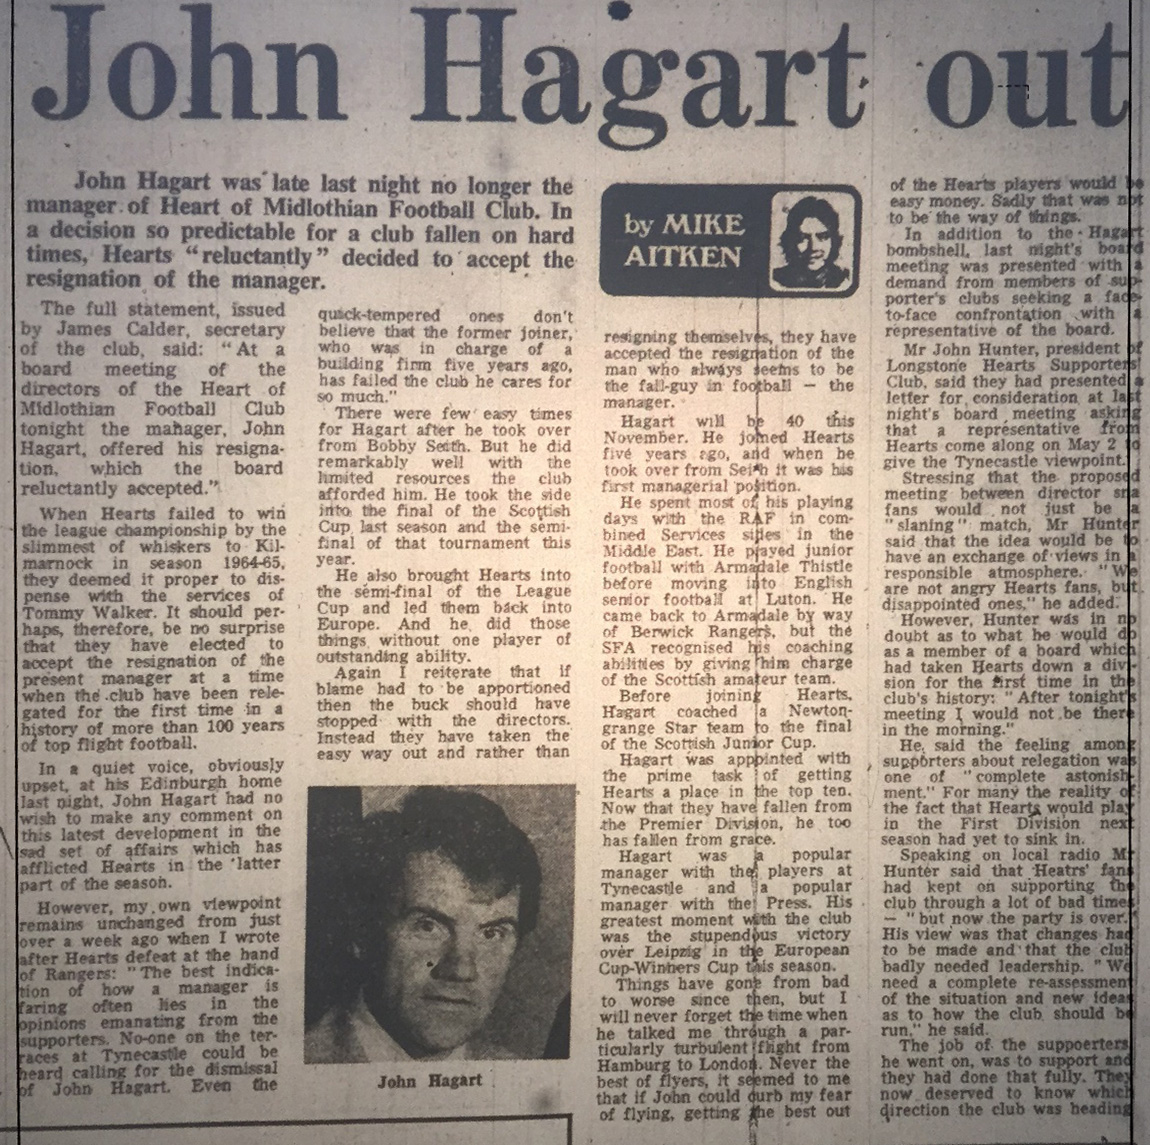 John Hagart out
John Hagart was late last night no longer the
manager of Heart of Midlothian Football Club. In
a decision so predictable for a club fallen on hard
times, Hearts "reluctantly" decided to accept the
resignation of the manager.
The full statement, issued
by James Calder, secretary
of the club, said: "At a
board meeting of the
directors of the Heart of
Midlothian Football Club
tonight the manager, John
Hagart, offered his resigna-
tion, which the board
reluctantly accepted."
When Hearts failed to win
the league championship by the
slimmest of whiskers to Kil-
marnock in season 1964-65,
they deemed it proper to dis-
pense with the services of
Tommy Walker. It should per-
haps, therefore, be no surprise
that they have elected to
accept the resignation of the
present manager at a time
when the club have been rele-
gated for the first time in a
history of more than 100 years
of top flight football.
In a quiet voice, obviously
upset, at his Edinburgh home
last night, John Hagart had no
wish to make any comment on
this latest development in the
sad set of affairs which has
afflicted Hearts in the latter
part of the season.
However, my own viewpoint
remains unchanged from just
over a week ago when I wrote
after Hearts defeat at the hand
of Rangers: "The best indica-
tion of how a manager is
faring often lies in the
opinions emanating from the
supporters. No-one on the ter-
races at Tynecastle could be
heard calling for the dismissal
of John Hagart. Even the
quick-tempered ones don't
believe that the former joiner,
who was in charge of a
building firm five years ago,
has failed the club he cares for
so much."
There were few easy times
for Hagart after he took over
from Bobby Seith. But he did
remarkably well with the
limited resources the club
afforded him. He took the side
into the final of the Scottish
Cup last season and the semi-
final of that tournament this
year.
He also brought Hearts into
the semi-final of the League
Cup and led them back into
Europe. And he did those
things without one player of
outstanding ability.
Again I reiterate that if
blame had to be apportioned
then the buck should have
stopped with the directors.
Instead they have taken the
easy way out and rather than
John Hagart
by MIKE
AITKEN
resigning themselves, they have
accepted the resignation of the
man who always seems to be
the fall-guy in football — the
manager.
Hagart will be 40 this
November. He joined Hearts
five years ago, and when he
took over from Seith it was his
first managerial position.
He spent most of his playing
days with the RAF in com-
bined Services sides in the
Middle East. He played junior
football with Armadale Thistle
before moving into English
senior football at Luton. He
came back to Armadale by way
of Berwick Rangers, but the
SFA recognised his coaching
abilities by giving him charge
of the Scottish amateur team.
Before joining Hearts,
Hagart coached a Newton-
grange Star team to the final
of the Scottish Junior Cup.
Hagart was appointed with
the prime task of getting
Hearts a place in the top ten.
Now that they have fallen from
the Premier Division, he too
has fallen from grace.
Hagart was a popular
manager with the players at
Tynecastle and a popular
manager with the Press. His
greatest moment with the club
was the stupendous victory
over Leipzig in the European
Cup-Winners Cup this season.
Things have gone from bad
to worse since then, but I
will never forget the time when
he talked me through a par-
ticularly turbulent flight from
Hamburg to London. Never the
best of flyers, it seemed to me
that if John could curb my fear
of flying, getting the best out
of the Hearts players would be
easy money. Sadly that was not
to be the way of things.
In addition to the Hagart
bombshell, last night's board
meeting was presented with a
demand from members of sup-
porter's clubs seeking a face-
to-face confrontation with a
representative of the board.
Mr John Hunter, president of
Longstone Hearts Supporters'
Club, said they had presented a
letter for consideration at last
night's board meeting asking
that a representative from
Hearts come along on May 2 to
give the Tynecastle viewpoint.
Stressing that the proposed
meeting between director and
fans would not just be a
"slaning" match, Mr Hunter
said that the idea would be to
have an exchange of views in a
responsible atmosphere. "We
are not angry Hearts fans, but
disappointed ones," he added.
However, Hunter was in no
doubt as to what he would do
as a member of a board which
had taken Hearts down a divi-
sion for the first time in the
club's history: "After tonight's
meeting I would not be there
in the morning."
He said the feeling among
supporters about relegation was
one of "complete astonish-
ment." For many the reality of
the fact that Hearts would play
in the First Division next
season had yet to sink in.
Speaking on local radio Mr
Hunter said that Heatrs' fans
had kept on supporting the
club through a lot of bad times
— "but now the party is over."
His view was that changes had
to be made and that the club
badly needed leadership. "We
need a complete re-assessment
of the situation and new ideas
as to how the club should be
run," he said.
The job of the suppoerters,
he went on, was to support and
they had done that fully. They
now deserved to know which
direction the club was heading